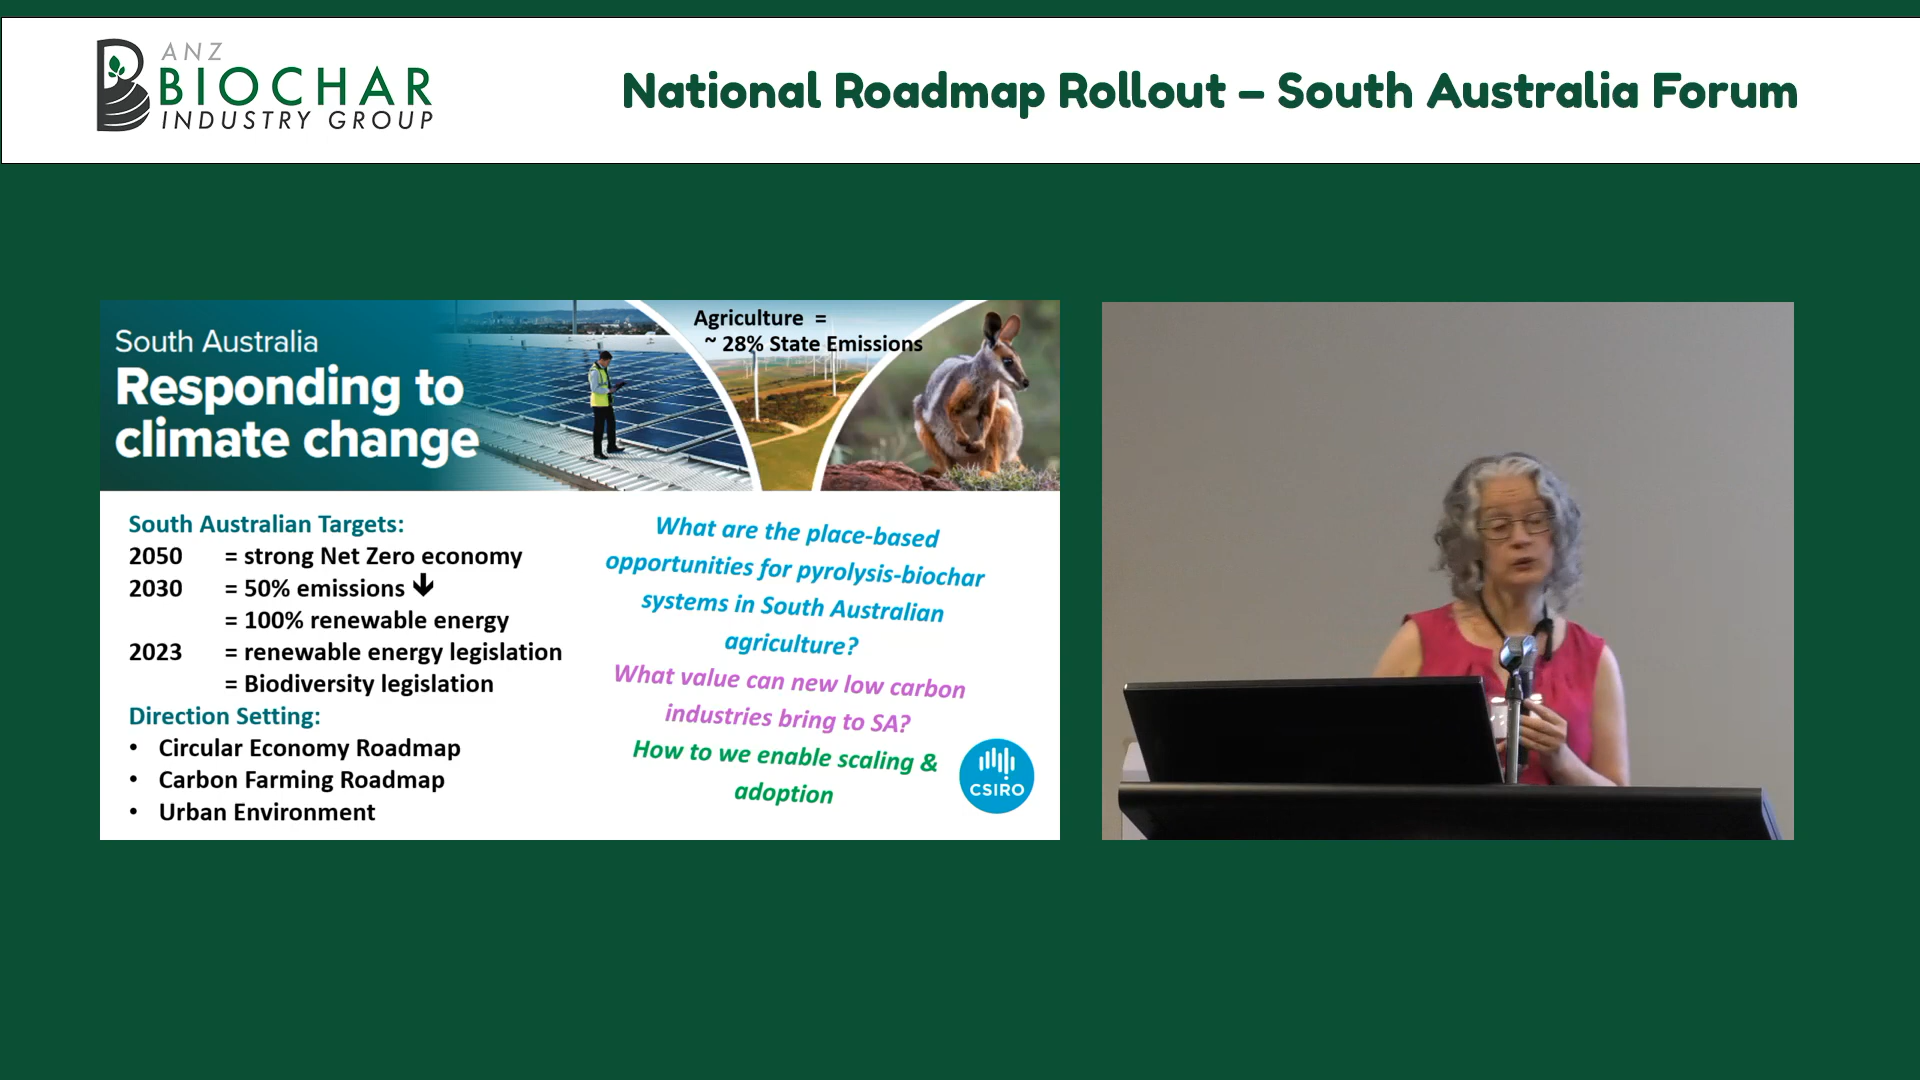 ANZ
BIOCHAR
INDUSTRY GROUP
National Roadmap Rollout – South Australia Forum
South Australia
Responding to
climate change
Agriculture =
~ 28% State Emissions
South Australian Targets:
2050 = strong Net Zero economy
2030 = 50% emissions 🡳
= 100% renewable energy
2023 = renewable energy legislation
= Biodiversity legislation
Direction Setting:
• Circular Economy Roadmap
• Carbon Farming Roadmap
• Urban Environment
What are the place-based
opportunities for pyrolysis-biochar
systems in South Australian
agriculture?
What value can new low carbon
industries bring to SA?
How to we enable scaling &
adoption
CSIRO